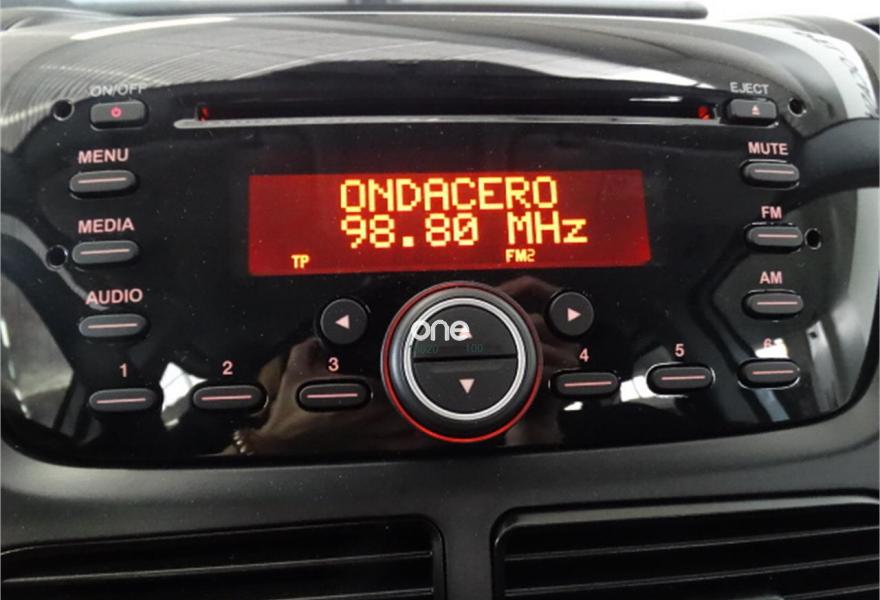 ON/OFF
EJECT
MENU
MUTE
MEDIA
FM
AUDIO
AM
ONDACERO
98.80 MHz
TP
FM2
one
100
1
2
3
4
5
6